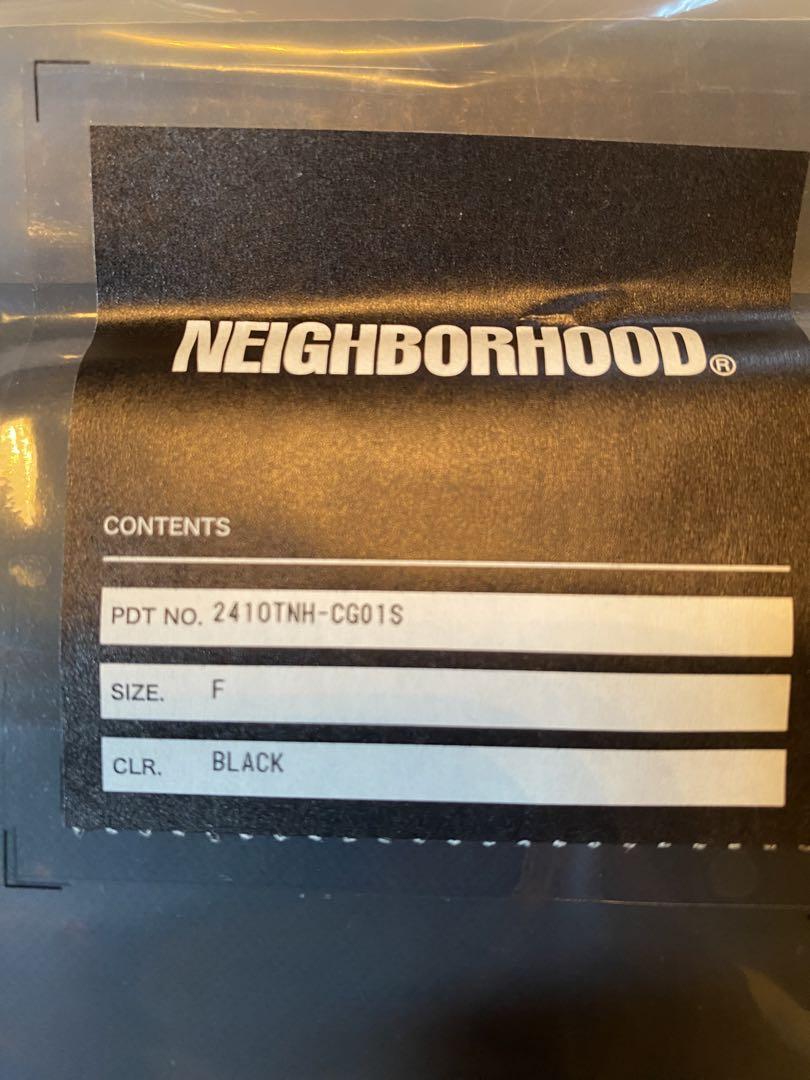 NEIGHBORHOOD®
CONTENTS
PDT NO. 241OTNH-CG01S
SIZE. F
CLR. BLACK